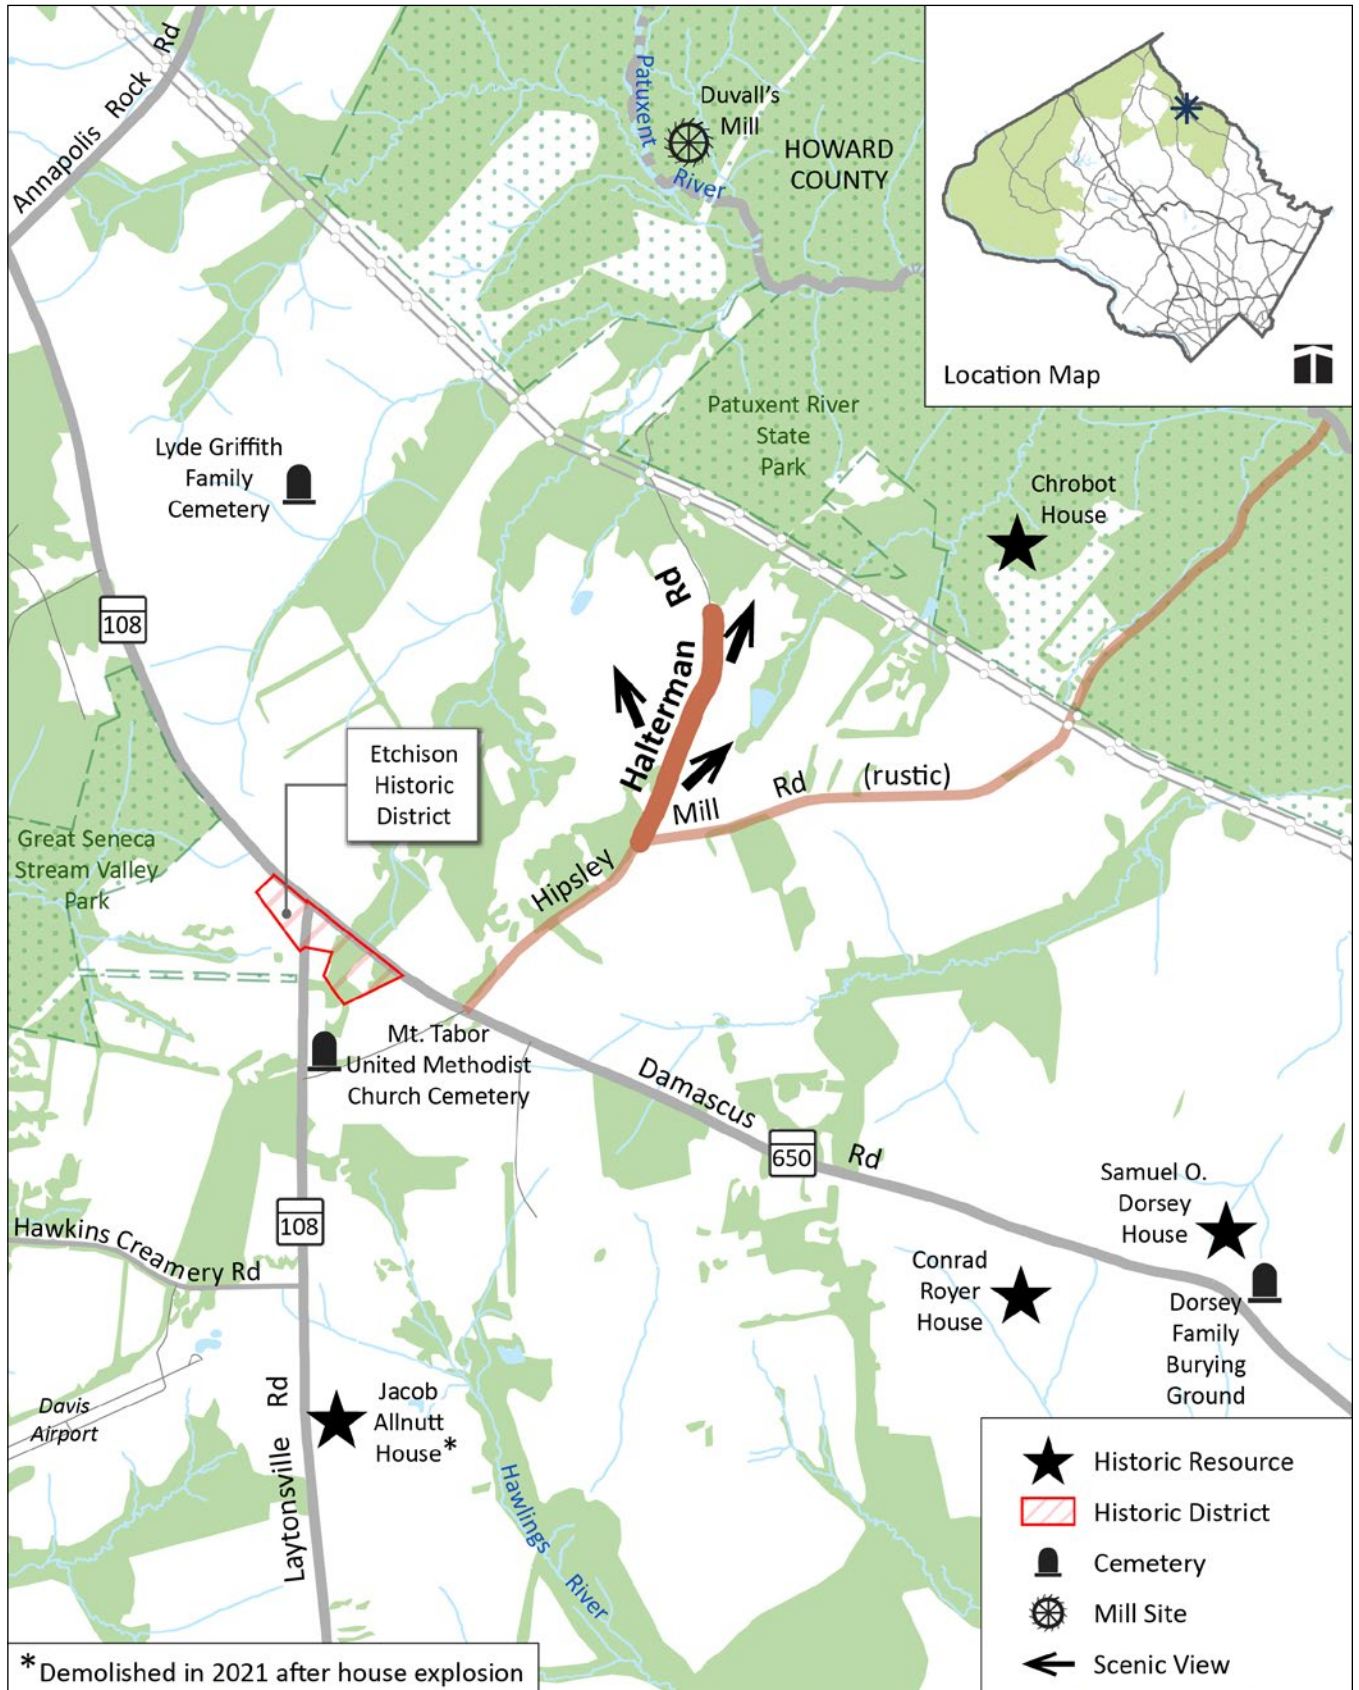 Annapolis Rock Rd
Patuxent
River
Duvall's
Mill
HOWARD
COUNTY
Location Map
Patuxent River
State
Park
Lyde Griffith
Family
Cemetery
Chrobot
House
108
Halterman Rd
Etchison
Historic
District
Hipsley Mill Rd (rustic)
Great Seneca
Stream Valley
Park
Mt. Tabor
United Methodist
Church Cemetery
Damascus Rd
650
Samuel O.
Dorsey
House
108
Hawkins Creamery Rd
Conrad
Royer
House
Dorsey
Family
Burying
Ground
Davis
Airport
Laytonsville Rd
Jacob
Allnutt
House*
Hawlings
River
Historic Resource
Historic District
Cemetery
Mill Site
Scenic View
*Demolished in 2021 after house explosion